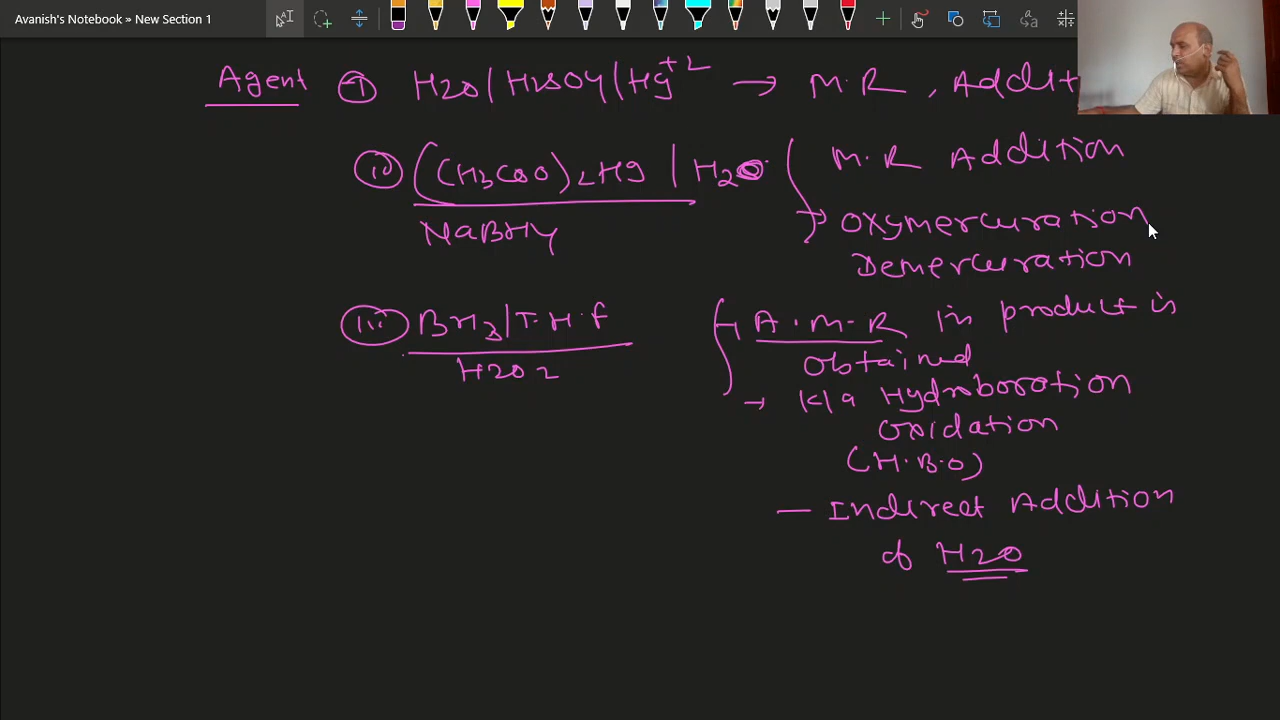 Avanish's Notebook » New Section 1
Agent (i) H2O/H2SO4/Hg+2 → M.R, Addit
(ii) (CH3COO)2Hg | H2O M.R Addition
NaBH4 → Oxymercuration
Demercuration
(iii) BH3/T.H.F A.M.R in product is
H2O2 Obtained
→ K/a Hydroboration
Oxidation
(H.B.O)
— Indirect Addition
of H2O